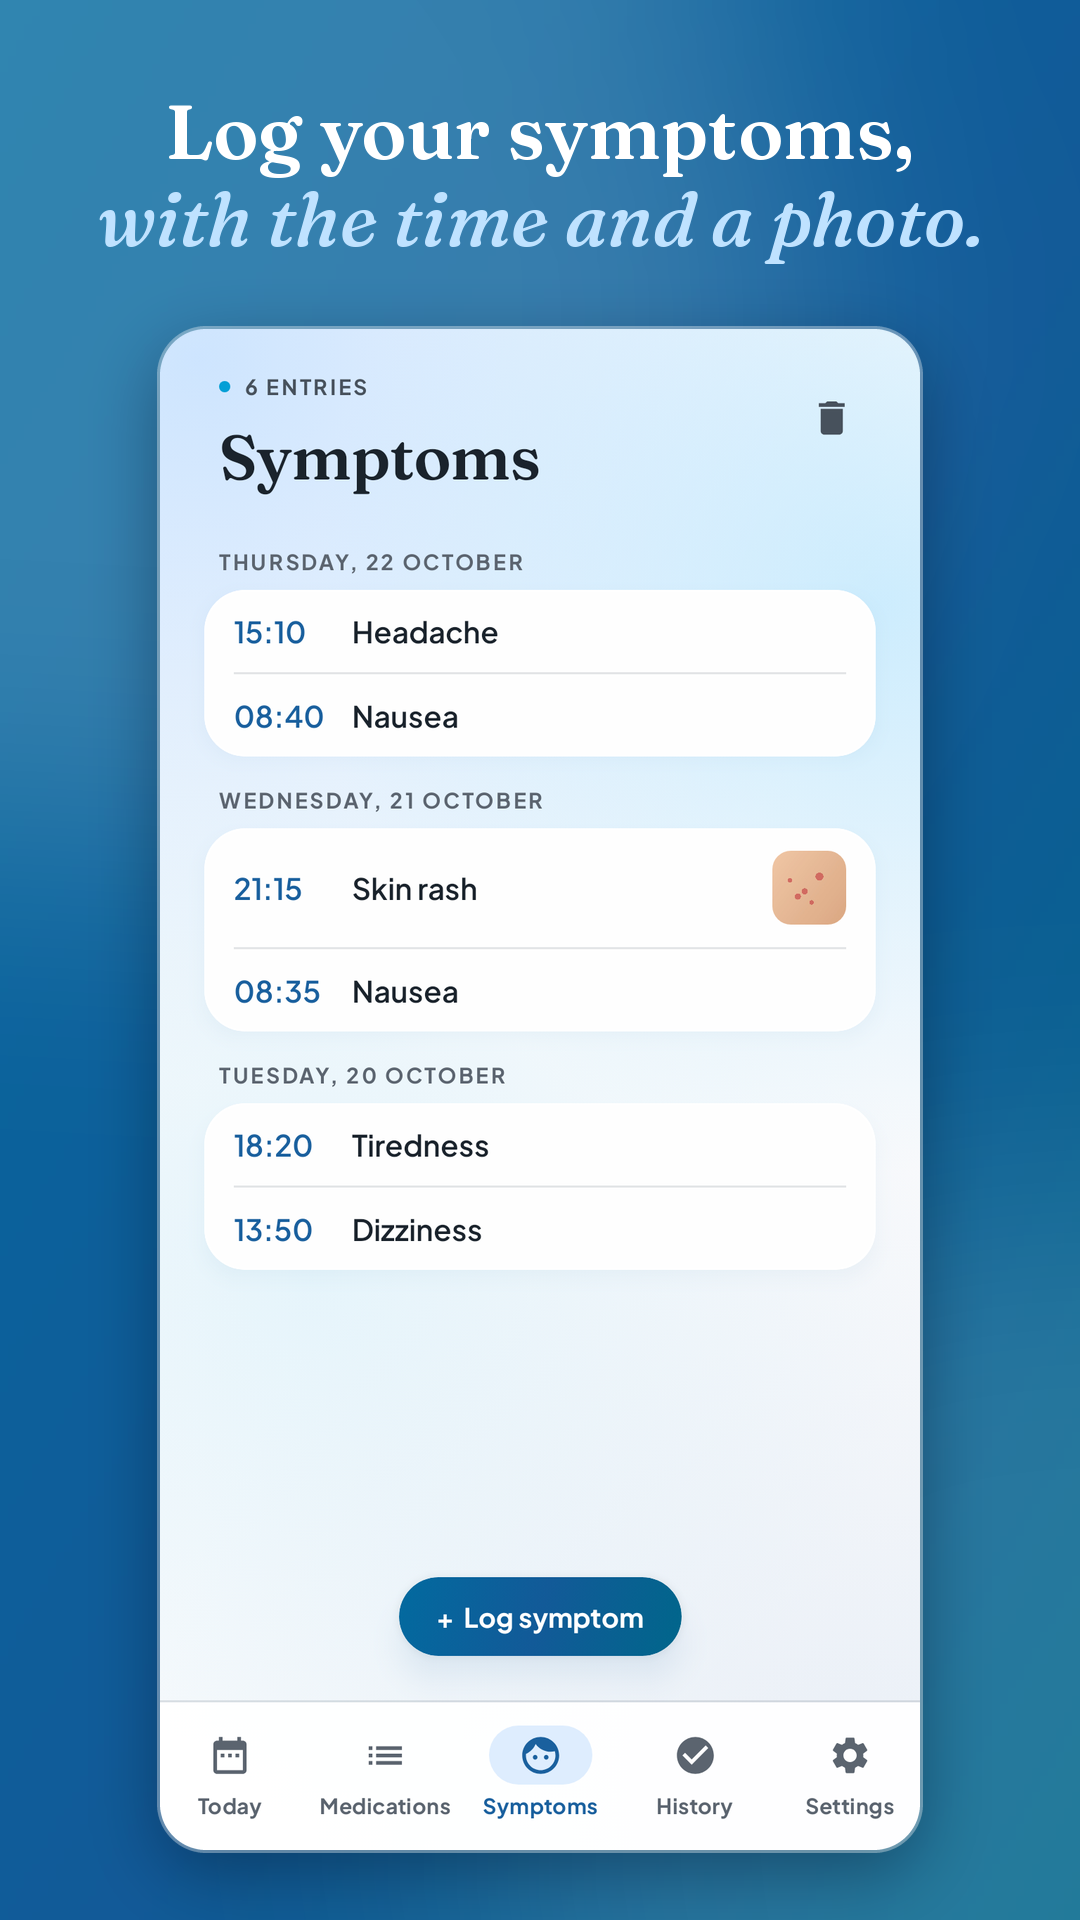 Log your symptoms,
with the time and a photo.
6 ENTRIES
Symptoms
THURSDAY, 22 OCTOBER
15:10 Headache
08:40 Nausea
WEDNESDAY, 21 OCTOBER
21:15 Skin rash
08:35 Nausea
TUESDAY, 20 OCTOBER
18:20 Tiredness
13:50 Dizziness
+ Log symptom
Today Medications Symptoms History Settings